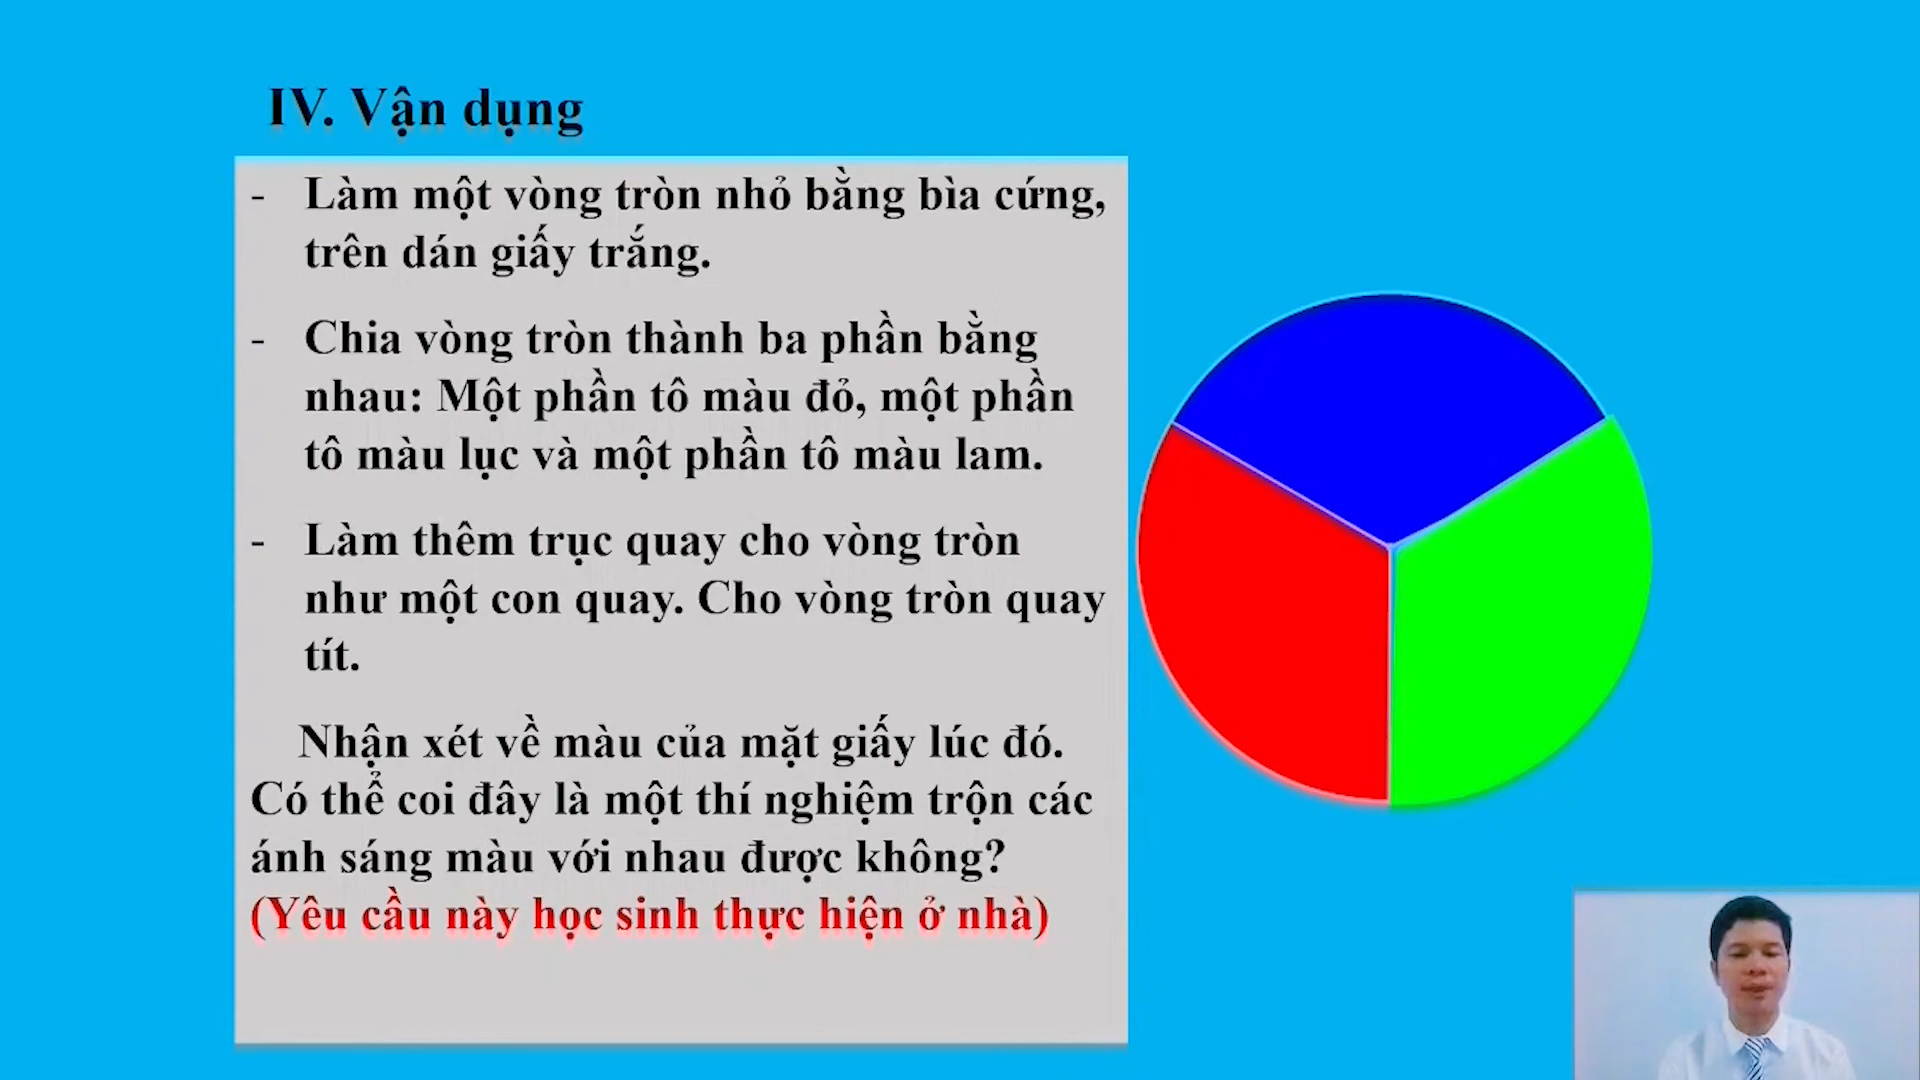 IV. Vận dụng
- Làm một vòng tròn nhỏ bằng bìa cứng,
trên dán giấy trắng.
- Chia vòng tròn thành ba phần bằng
nhau: Một phần tô màu đỏ, một phần
tô màu lục và một phần tô màu lam.
- Làm thêm trục quay cho vòng tròn
như một con quay. Cho vòng tròn quay
tít.
Nhận xét về màu của mặt giấy lúc đó.
Có thể coi đây là một thí nghiệm trộn các
ánh sáng màu với nhau được không?
(Yêu cầu này học sinh thực hiện ở nhà)